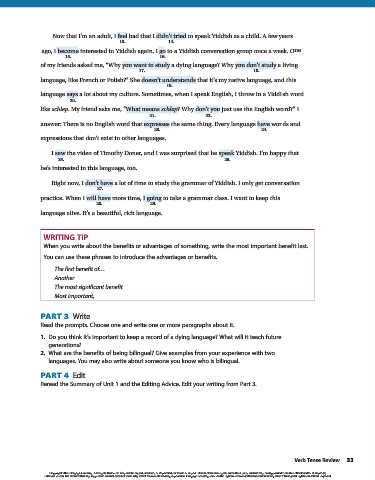 Now that I'm an adult, I feel bad that I didn't tried to speak Yiddish as a child. A few years
13. 14.
ago, I become interested in Yiddish again. I go to a Yiddish conversation group once a week. One
15. 16.
of my friends asked me, "Why you want to study a dying language? Why you don't study a living
17. 18.
language, like French or Polish?" She doesn't understands that it's my native language, and this
19.
language says a lot about my culture. Sometimes, when I speak English, I throw in a Yiddish word
20.
like schlep. My friend asks me, "What means schlep? Why don't you just use the English word?" I
21. 22.
answer: There is no English word that expresses the same thing. Every language have words and
23. 24.
expressions that don't exist in other languages.
I saw the video of Timothy Doner, and I was surprised that he speak Yiddish. I'm happy that
25. 26.
he's interested in this language, too.
Right now, I don't have a lot of time to study the grammar of Yiddish. I only get conversation
27.
practice. When I will have more time, I going to take a grammar class. I want to keep this
28. 29.
language alive. It's a beautiful, rich language.
WRITING TIP
When you write about the benefits or advantages of something, write the most important benefit last.
You can use these phrases to introduce the advantages or benefits.
The first benefit of…
Another
The most significant benefit
Most important,
PART 3 Write
Read the prompts. Choose one and write one or more paragraphs about it.
1. Do you think it's important to keep a record of a dying language? What will it teach future
generations?
2. What are the benefits of being bilingual? Give examples from your experience with two
languages. You may also write about someone you know who is bilingual.
PART 4 Edit
Reread the Summary of Unit 1 and the Editing Advice. Edit your writing from Part 3.
Verb Tense Review 33